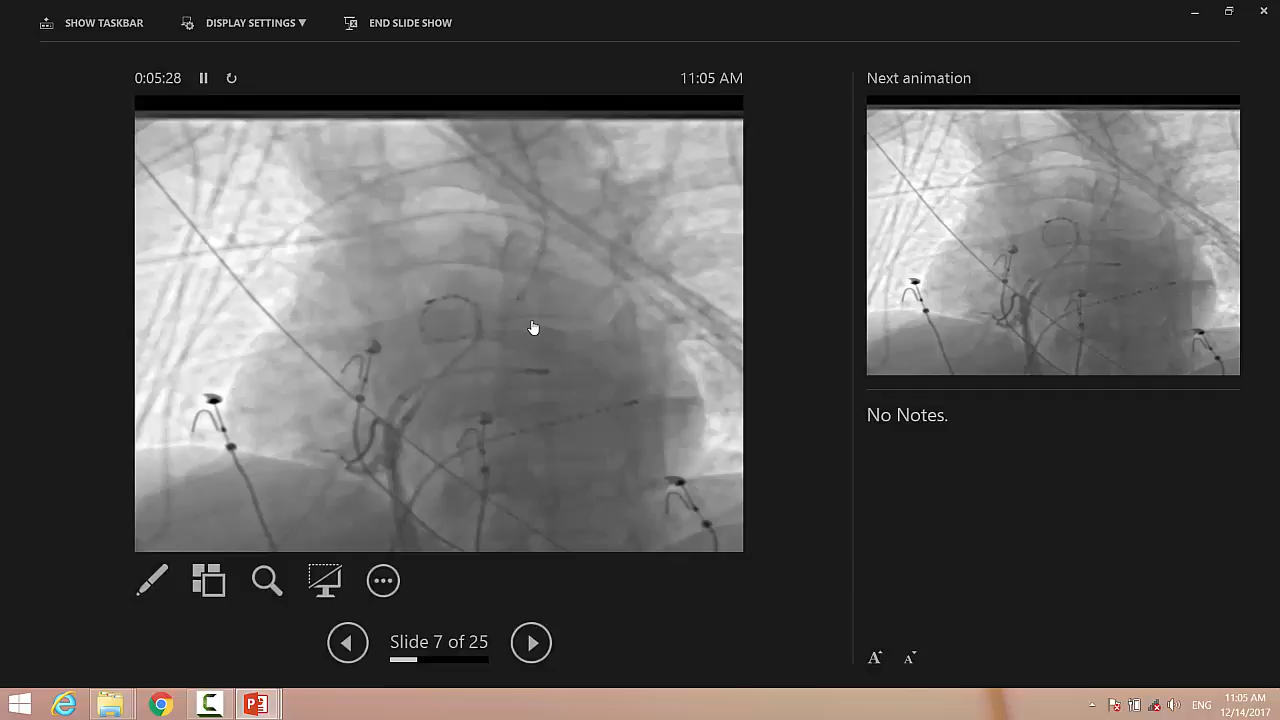 SHOW TASKBAR DISPLAY SETTINGS ▼ END SLIDE SHOW
0:05:28 11:05 AM
Next animation
No Notes.
Slide 7 of 25
A A
ENG 11:05 AM
12/14/2017